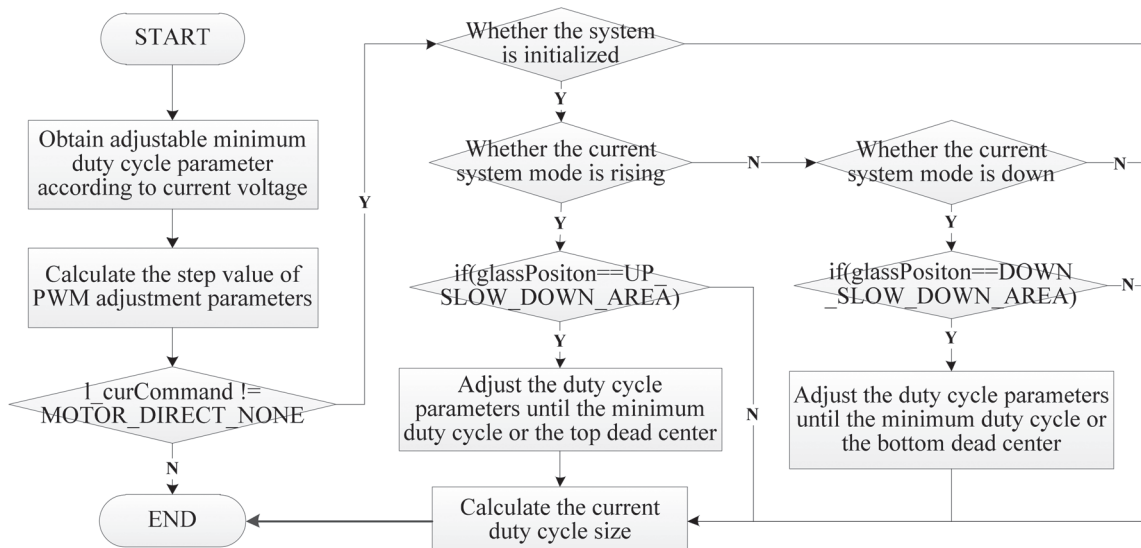 START
Obtain adjustable minimum
duty cycle parameter
according to current voltage
Calculate the step value of
PWM adjustment parameters
l_curCommand !=
MOTOR_DIRECT_NONE
N
END
Y
Whether the system
is initialized
Y
Whether the current
system mode is rising
N
Y
if(glassPositon==UP_
SLOW_DOWN_AREA)
Y
Adjust the duty cycle
parameters until the minimum
duty cycle or the top dead center
N
Calculate the current
duty cycle size
Whether the current
system mode is down
N
Y
if(glassPositon==DOWN
_SLOW_DOWN_AREA)
N
Y
Adjust the duty cycle parameters
until the minimum duty cycle or
the bottom dead center